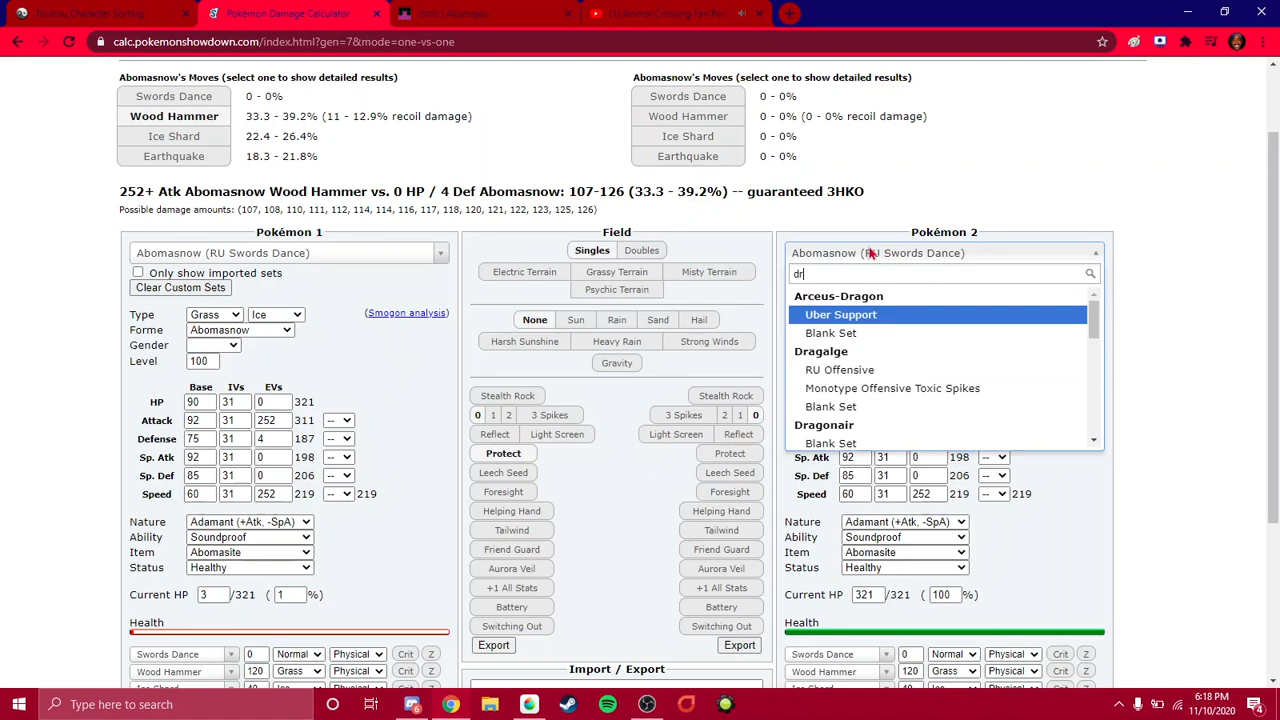 Touhou Character Sorting
Pokémon Damage Calculator
(1) Animal Crossing Fan Ro
calc.pokemonshowdown.com/index.html?gen=7&mode=one-vs-one
Abomasnow's Moves (select one to show detailed results)
Swords Dance 0 - 0%
Wood Hammer 33.3 - 39.2% (11 - 12.9% recoil damage)
Ice Shard 22.4 - 26.4%
Earthquake 18.3 - 21.8%
Abomasnow's Moves (select one to show detailed results)
Swords Dance 0 - 0%
Wood Hammer 0 - 0% (0 - 0% recoil damage)
Ice Shard 0 - 0%
Earthquake 0 - 0%
252+ Atk Abomasnow Wood Hammer vs. 0 HP / 4 Def Abomasnow: 107-126 (33.3 - 39.2%) -- guaranteed 3HKO
Possible damage amounts: (107, 108, 110, 111, 112, 114, 114, 116, 117, 118, 120, 121, 122, 123, 125, 126)
Pokémon 1
Abomasnow (RU Swords Dance)
Only show imported sets
Clear Custom Sets
Type Grass Ice (Smogon analysis)
Forme Abomasnow
Gender
Level 100
Base IVs EVs
HP 90 31 0 321
Attack 92 31 252 311 --
Defense 75 31 4 187 --
Sp. Atk 92 31 0 198 --
Sp. Def 85 31 0 206 --
Speed 60 31 252 219 -- 219
Nature Adamant (+Atk, -SpA)
Ability Soundproof
Item Abomasite
Status Healthy
Current HP 3 /321 ( 1 %)
Health
Swords Dance 0 Normal Physical Crit Z
Wood Hammer 120 Grass Physical Crit Z
Field
Singles Doubles
Electric Terrain Grassy Terrain Misty Terrain
Psychic Terrain
None Sun Rain Sand Hail
Harsh Sunshine Heavy Rain Strong Winds
Gravity
Stealth Rock Stealth Rock
0 1 2 3 Spikes 3 Spikes 2 1 0
Reflect Light Screen Light Screen Reflect
Protect Protect
Leech Seed Leech Seed
Foresight Foresight
Helping Hand Helping Hand
Tailwind Tailwind
Friend Guard Friend Guard
Aurora Veil Aurora Veil
+1 All Stats +1 All Stats
Battery Battery
Switching Out Switching Out
Export Export
Import / Export
Pokémon 2
Abomasnow (RU Swords Dance)
dr
Arceus-Dragon
Uber Support
Blank Set
Dragalge
RU Offensive
Monotype Offensive Toxic Spikes
Blank Set
Dragonair
Blank Set
Sp. Atk 92 31 0 198 --
Sp. Def 85 31 0 206 --
Speed 60 31 252 219 -- 219
Nature Adamant (+Atk, -SpA)
Ability Soundproof
Item Abomasite
Status Healthy
Current HP 321 /321 ( 100 %)
Health
Swords Dance 0 Normal Physical Crit Z
Wood Hammer 120 Grass Physical Crit Z
Type here to search
6:18 PM
11/10/2020